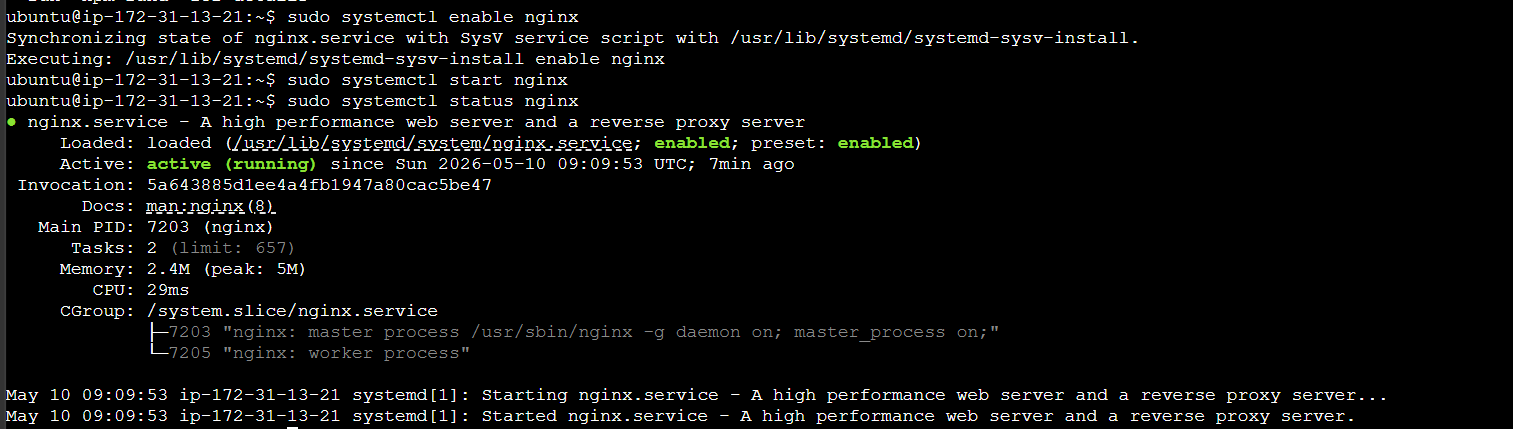 ubuntu@ip-172-31-13-21:~$ sudo systemctl enable nginx
Synchronizing state of nginx.service with SysV service script with /usr/lib/systemd/systemd-sysv-install.
Executing: /usr/lib/systemd/systemd-sysv-install enable nginx
ubuntu@ip-172-31-13-21:~$ sudo systemctl start nginx
ubuntu@ip-172-31-13-21:~$ sudo systemctl status nginx
● nginx.service - A high performance web server and a reverse proxy server
Loaded: loaded (/usr/lib/systemd/system/nginx.service; enabled; preset: enabled)
Active: active (running) since Sun 2026-05-10 09:09:53 UTC; 7min ago
Invocation: 5a643885d1ee4a4fb1947a80cac5be47
Docs: man:nginx(8)
Main PID: 7203 (nginx)
Tasks: 2 (limit: 657)
Memory: 2.4M (peak: 5M)
CPU: 29ms
CGroup: /system.slice/nginx.service
├─7203 "nginx: master process /usr/sbin/nginx -g daemon on; master_process on;"
└─7205 "nginx: worker process"
May 10 09:09:53 ip-172-31-13-21 systemd[1]: Starting nginx.service - A high performance web server and a reverse proxy server...
May 10 09:09:53 ip-172-31-13-21 systemd[1]: Started nginx.service - A high performance web server and a reverse proxy server.